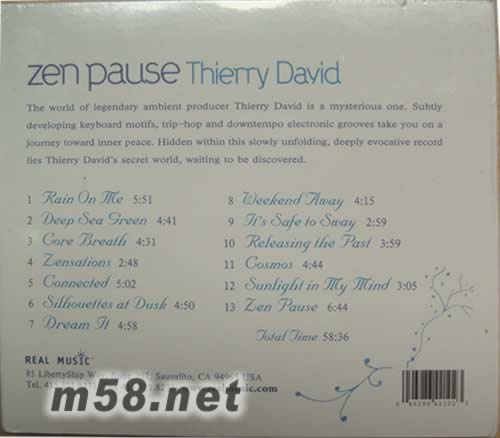 zen pause Thierry David
The world of legendary ambient producer Thierry David is a mysterious one. Subtly
developing keyboard motifs, trip-hop and downtempo electronic grooves take you on a
journey toward inner peace. Hidden within this slowly unfolding, deeply evocative record
lies Thierry David's secret world, waiting to be discovered.
1 Rain On Me 5:51
2 Deep Sea Green 4:41
3 Core Breath 4:31
4 Zensations 2:48
5 Connected 5:02
6 Silhouettes at Dusk 4:50
7 Dream It 4:58
8 Weekend Away 4:15
9 It's Safe to Sway 2:59
10 Releasing the Past 3:59
11 Cosmos 4:44
12 Sunlight in My Mind 3:05
13 Zen Pause 6:44
Total Time 58:36
REAL MUSIC
85 LibertyShip Way, Sausalito, CA USA
Tel. 415
m58.net